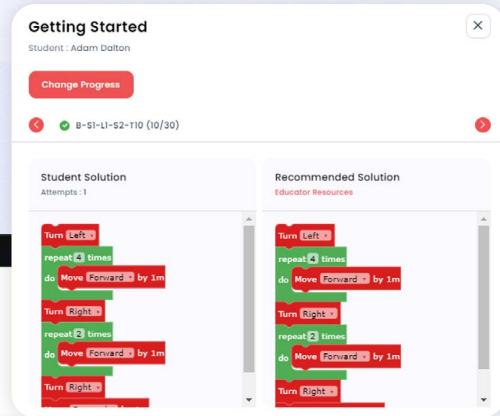 Getting Started
Student : Adam Dalton
Change Progress
B-S1-L1-S2-T10 (10/30)
Student Solution
Attempts : 1
Turn Left
repeat 4 times
do Move Forward by 1m
Turn Right
repeat 2 times
do Move Forward by 1m
Turn Right
Recommended Solution
Educator Resources
Turn Left
repeat 4 times
do Move Forward by 1m
Turn Right
repeat 2 times
do Move Forward by 1m
Turn Right